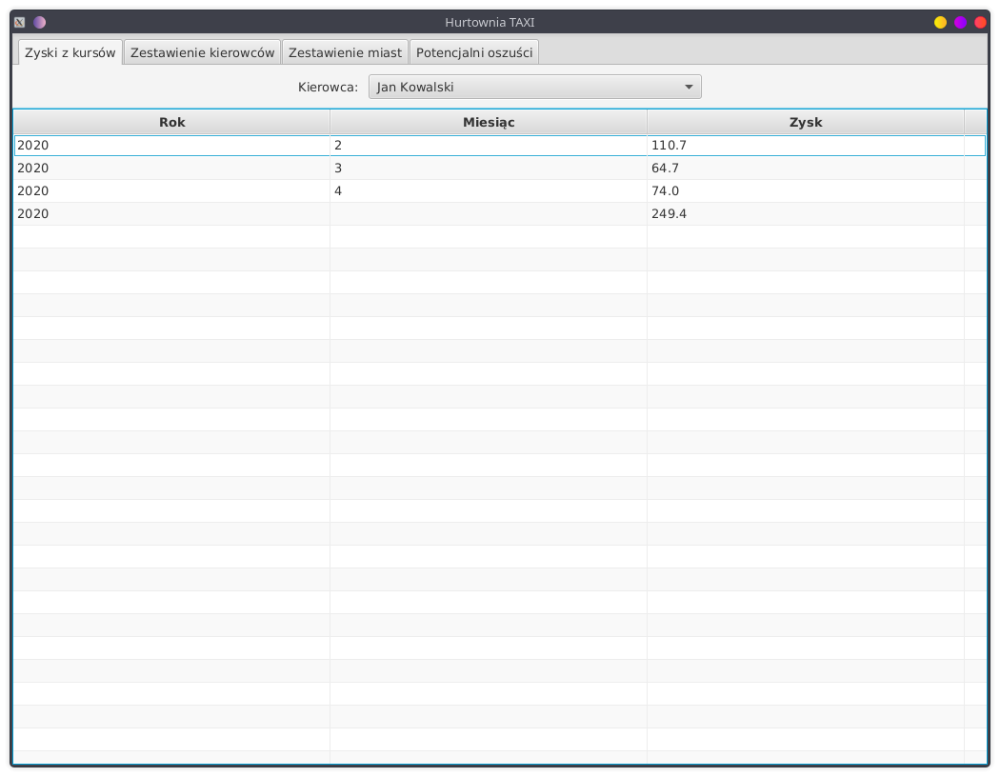 Hurtownia TAXI
Zyski z kursów Zestawienie kierowców Zestawienie miast Potencjalni oszuści
Kierowca: Jan Kowalski
Rok Miesiąc Zysk
2020 2 110.7
2020 3 64.7
2020 4 74.0
2020 249.4